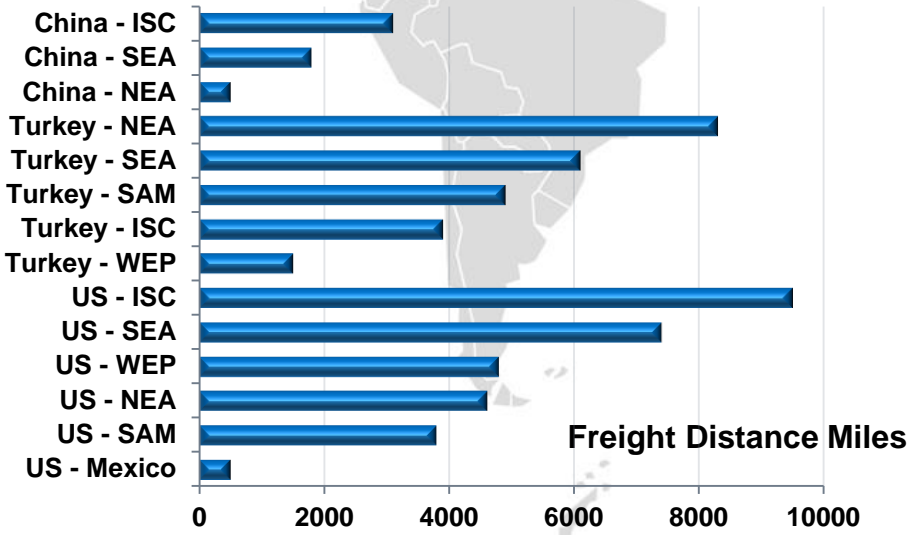 China - ISC
China - SEA
China - NEA
Turkey - NEA
Turkey - SEA
Turkey - SAM
Turkey - ISC
Turkey - WEP
US - ISC
US - SEA
US - WEP
US - NEA
US - SAM
US - Mexico
Freight Distance Miles
0 2000 4000 6000 8000 10000